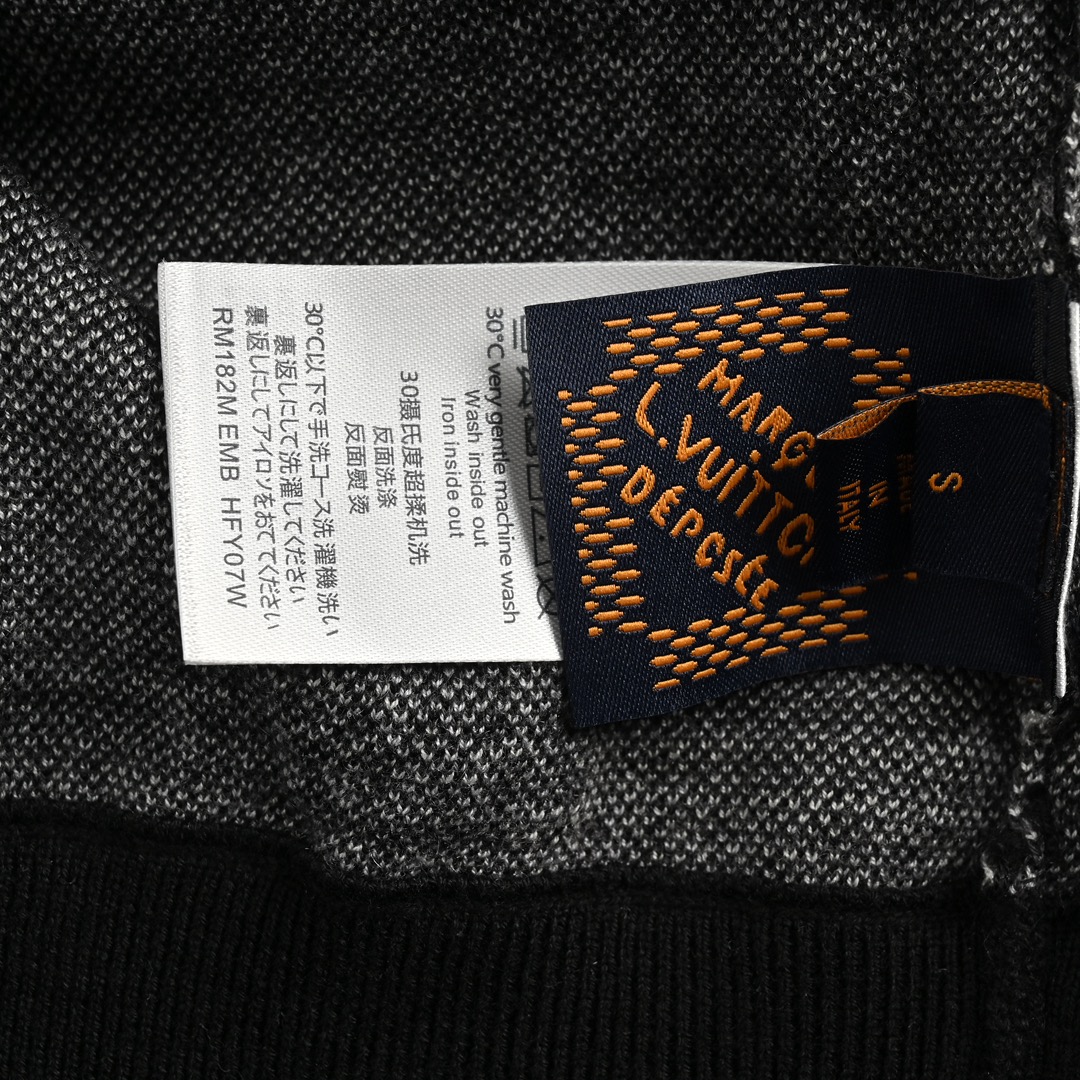 MARQ
L.VUITTO
DÉPOSÉE
S
IN
ITALY
30°C very gentle machine wash
Wash inside out
Iron inside out
30摄氏度超揉机洗
反面洗涤
反面熨烫
30℃以下で手洗コース洗 濯機 洗い
裏返しにして洗濯してください
裏返しにしてアイロンをおててください
RM182M EMB HFY07W